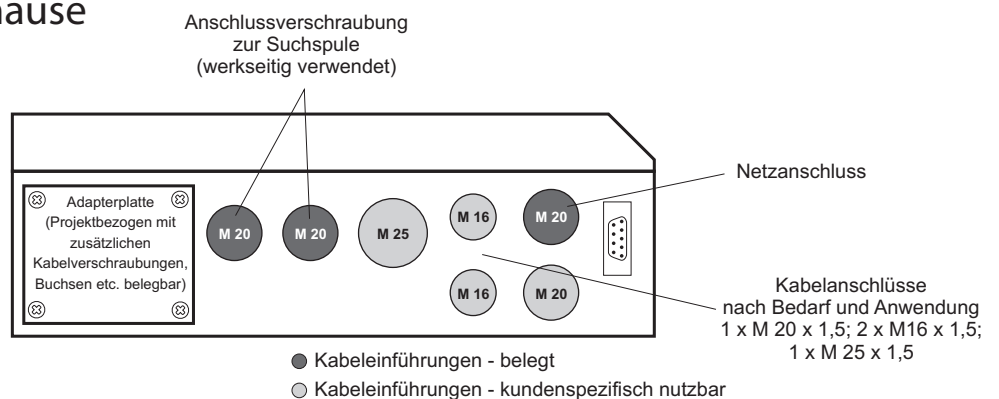 Anschlussverschraubung
zur Suchspule
(werkseitig verwendet)
Netzanschluss
Adapterplatte
(Projektbezogen mit
zusätzlichen
Kabelverschraubungen,
Buchsen etc. belegbar)
M 20
M 20
M 25
M 16
M 20
M 16
M 20
Kabelanschlüsse
nach Bedarf und Anwendung
1 x M 20 x 1,5; 2 x M16 x 1,5;
1 x M 25 x 1,5
Kabeleinführungen - belegt
Kabeleinführungen - kundenspezifisch nutzbar